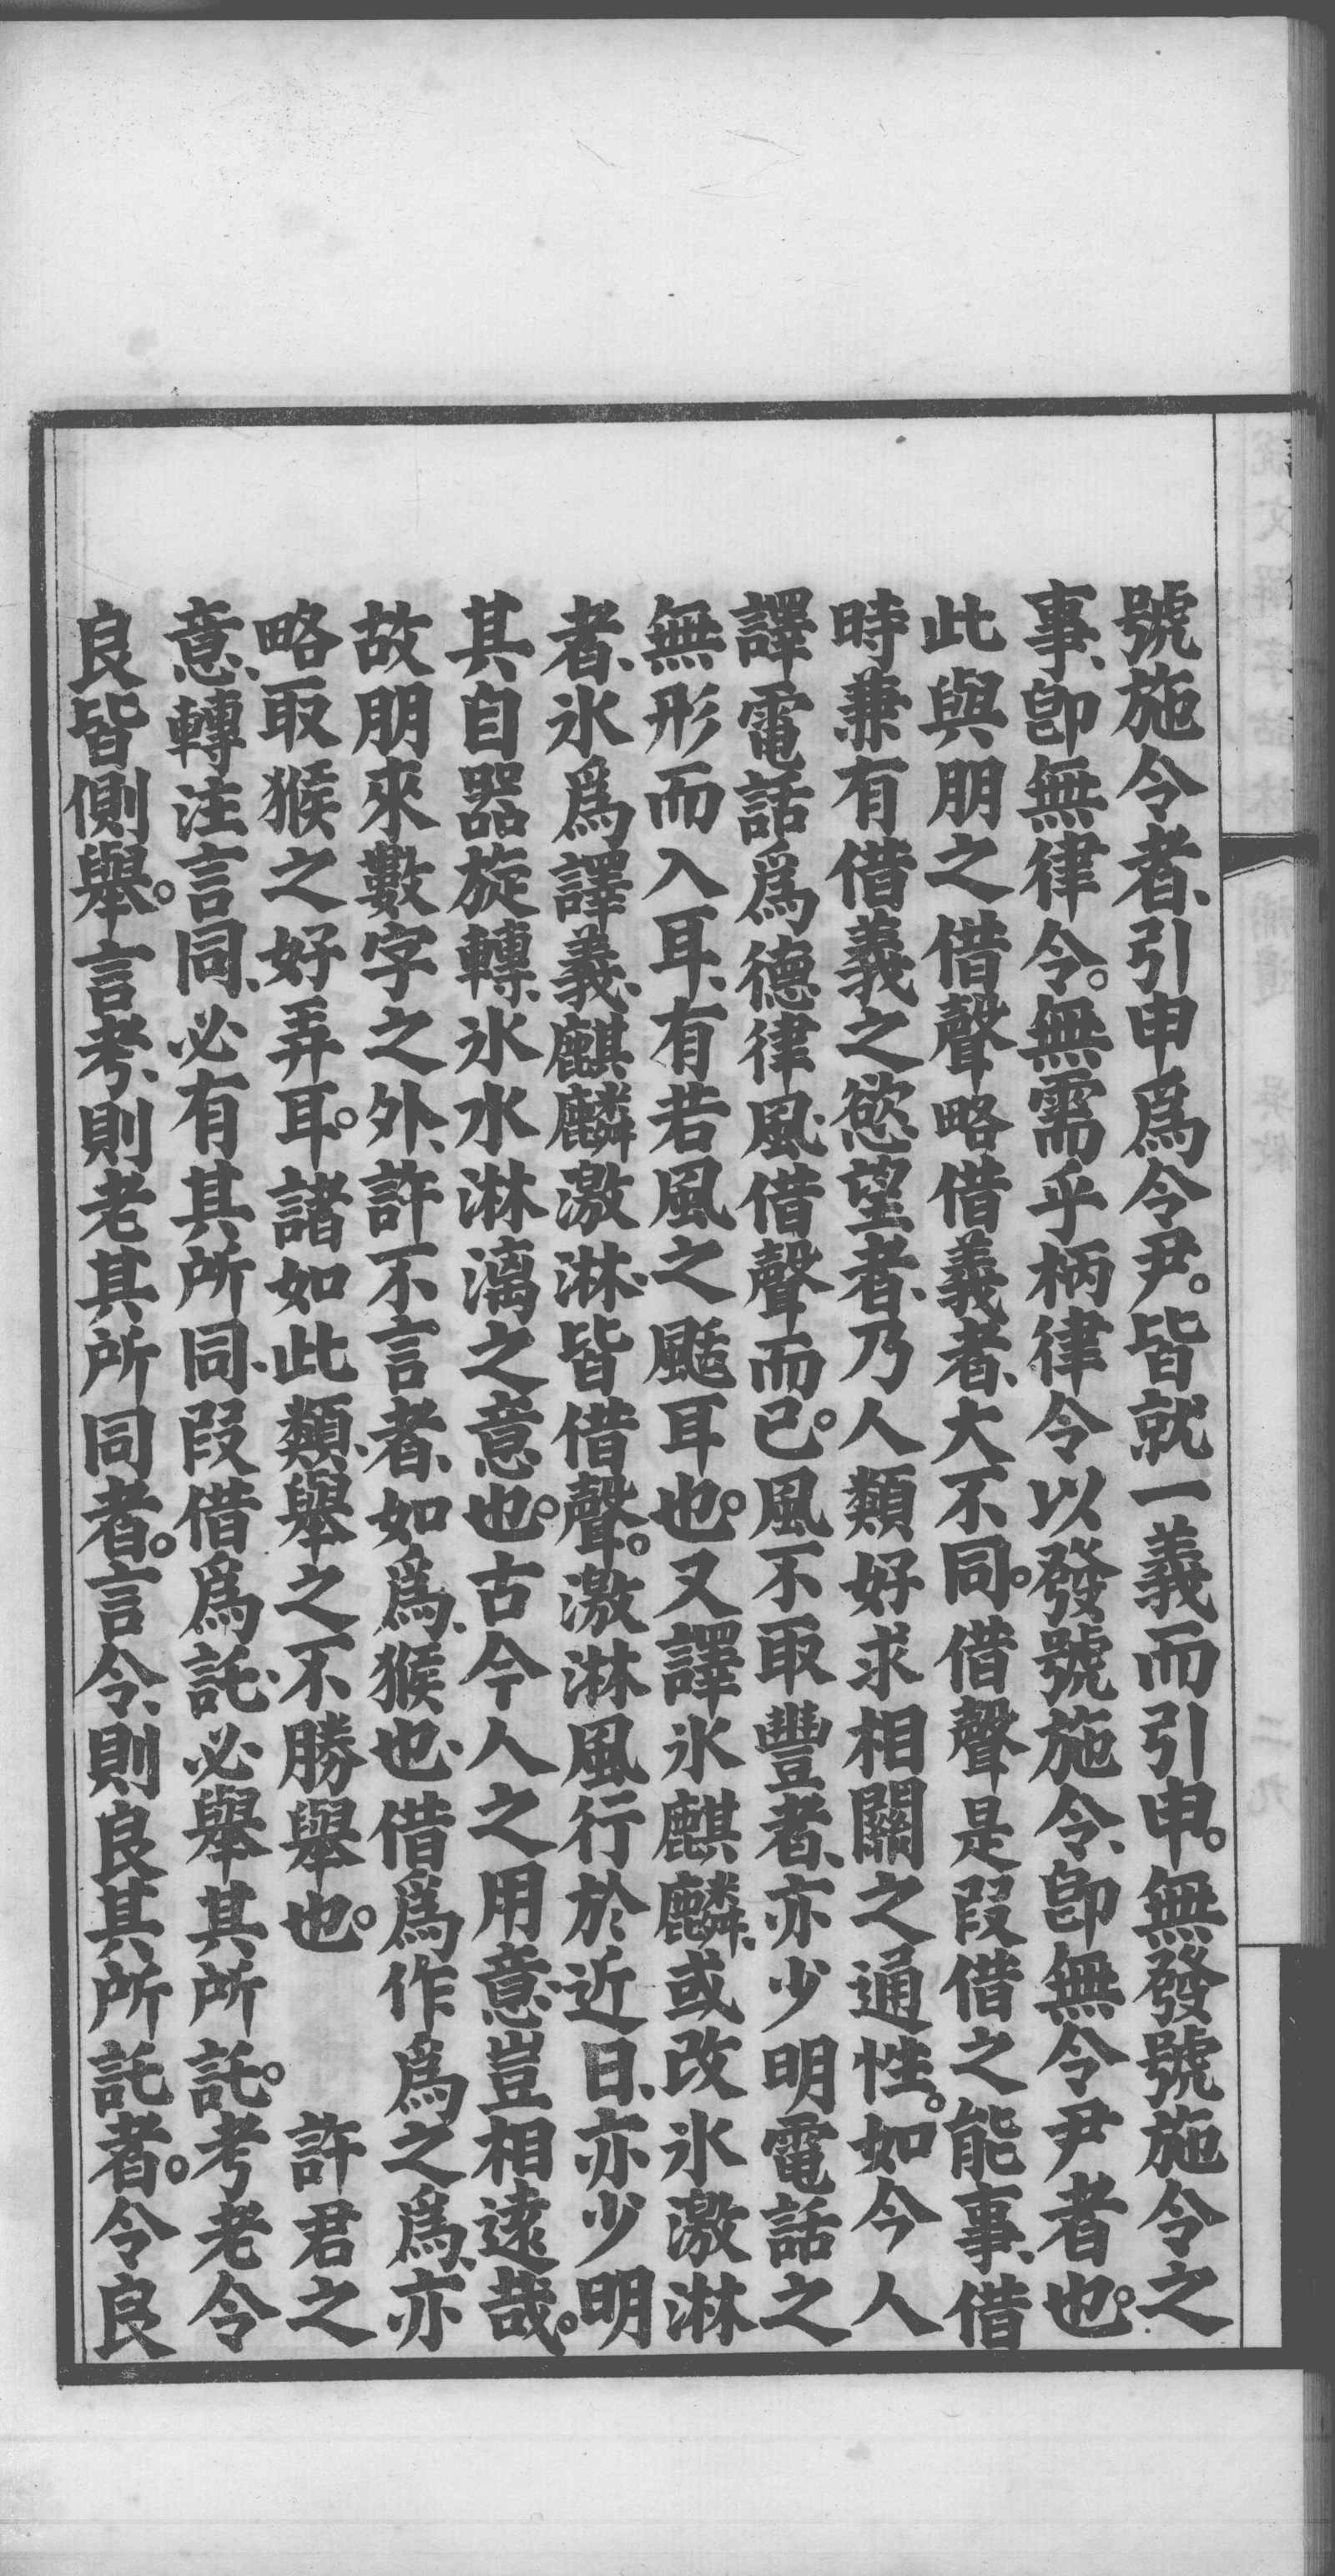 號施令者、引申爲令尹。皆就一義而引申。無發號施令之
事、卽無律令。無需乎柄律令以發號施令、卽無令尹者也。
此與朋之借聲略借義者、大不同。借聲是叚借之能事、借
時兼有借義之慾望者、乃人類好求相關之通性。如今人
譯電話爲德律風、借聲而已。風不取豐者、亦少明電話之
無形而入耳、有若風之颳耳也。又譯氷麒麟、或改氷激淋
者、氷爲譯義、麒麟激淋、皆借聲。激淋風行於近日、亦少明
其自器旋轉、氷水淋漓之意也。古今人之用意、豈相遠哉。
故朋來數字之外、許不言者、如爲、猴也、借爲作爲之爲、亦
略取猴之好弄耳。諸如此類、舉之不勝舉也。　許君之
意、轉注言同、必有其所同、叚借爲託、必舉其所託。考老令
良皆側舉。言考、則老其所同者。言令、則良其所託者。令良